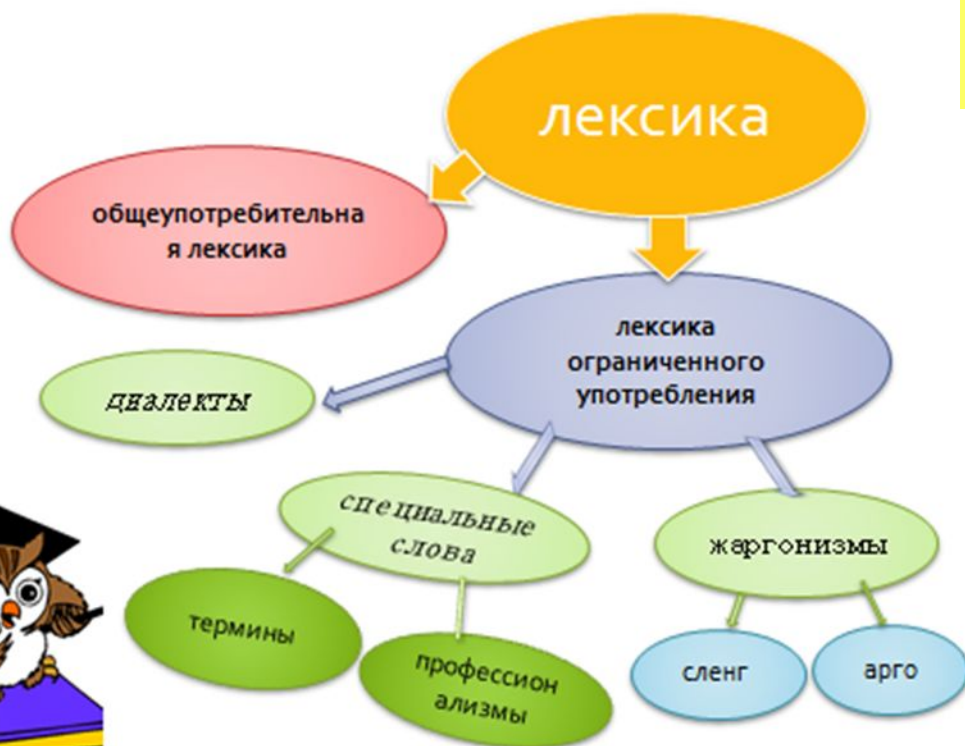 лексика
общеупотребительна
я лексика
лексика
ограниченного
употребления
диалекты
специальные
слова
жаргонизмы
термины
профессион
ализмы
сленг
арго